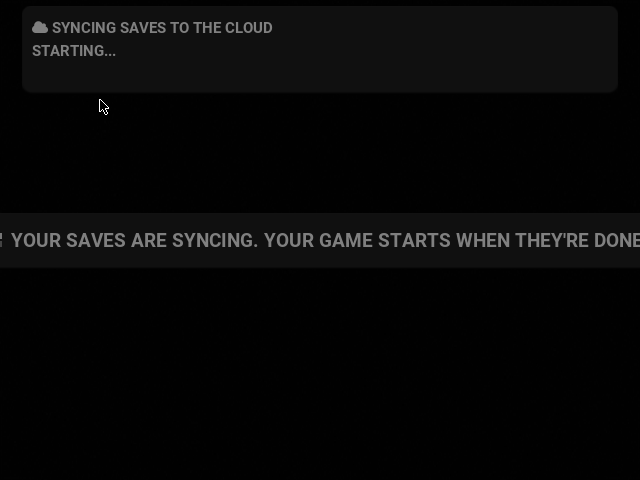 SYNCING SAVES TO THE CLOUD
STARTING...
YOUR SAVES ARE SYNCING. YOUR GAME STARTS WHEN THEY'RE DONE